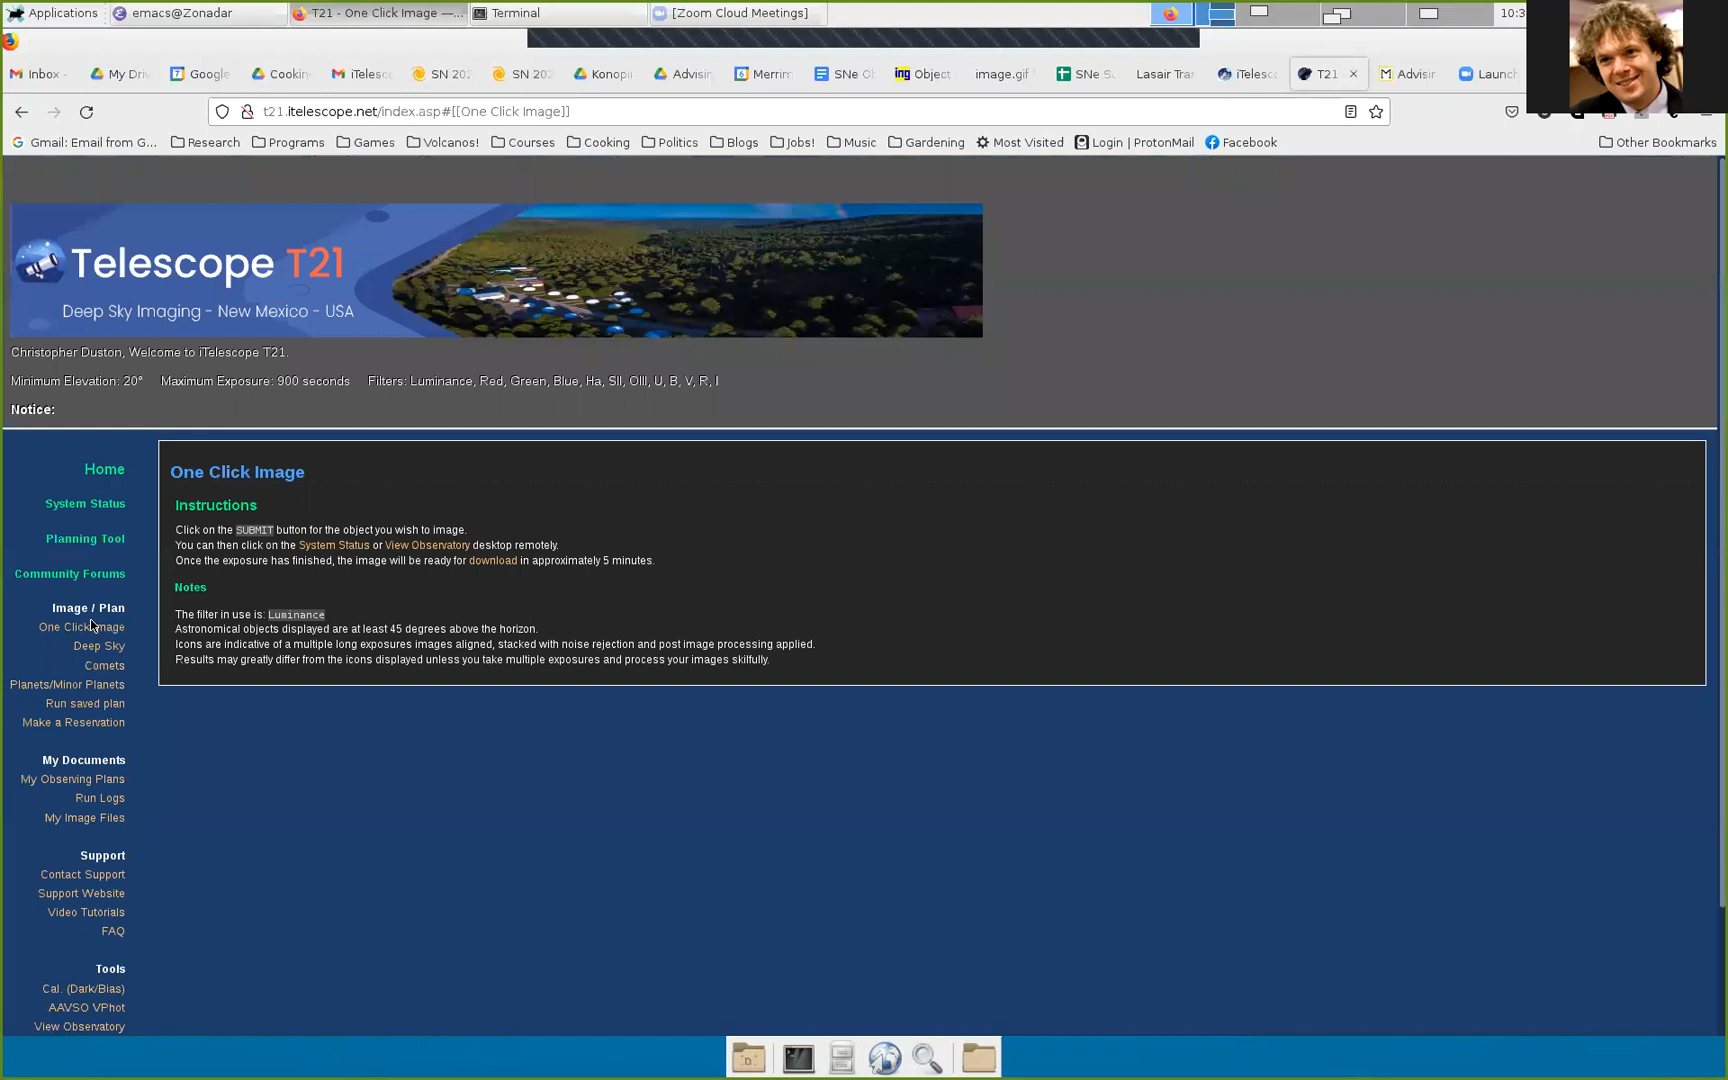 Applications
emacs@Zonadar
T21 - One Click Image —...
Terminal
[Zoom Cloud Meetings]
10:3
Inbox -
My Driv
Google
Cookin
iTelesc
SN 202
SN 202
Konopi
Advisin
Merrim
SNe O
ing Object
image.gif
SNe Su
Lasair Tran
iTelesc
T21 -
Advisir
Launch
t21.itelescope.net/index.asp#[[One Click Image]]
Gmail: Email from G...
Research
Programs
Games
Volcanos!
Courses
Cooking
Politics
Blogs
Jobs!
Music
Gardening
Most Visited
Login | ProtonMail
Facebook
Other Bookmarks
Telescope T21
Deep Sky Imaging - New Mexico - USA
Christopher Duston, Welcome to iTelescope T21.
Minimum Elevation: 20° Maximum Exposure: 900 seconds Filters: Luminance, Red, Green, Blue, Ha, SII, OIII, U, B, V, R, I
Notice:
Home
System Status
Planning Tool
Community Forums
Image / Plan
One Click Image
Deep Sky
Comets
Planets/Minor Planets
Run saved plan
Make a Reservation
My Documents
My Observing Plans
Run Logs
My Image Files
Support
Contact Support
Support Website
Video Tutorials
FAQ
Tools
Cal. (Dark/Bias)
AAVSO VPhot
View Observatory
One Click Image
Instructions
Click on the SUBMIT button for the object you wish to image.
You can then click on the System Status or View Observatory desktop remotely.
Once the exposure has finished, the image will be ready for download in approximately 5 minutes.
Notes
The filter in use is: Luminance
Astronomical objects displayed are at least 45 degrees above the horizon.
Icons are indicative of a multiple long exposures images aligned, stacked with noise rejection and post image processing applied.
Results may greatly differ from the icons displayed unless you take multiple exposures and process your images skilfully.